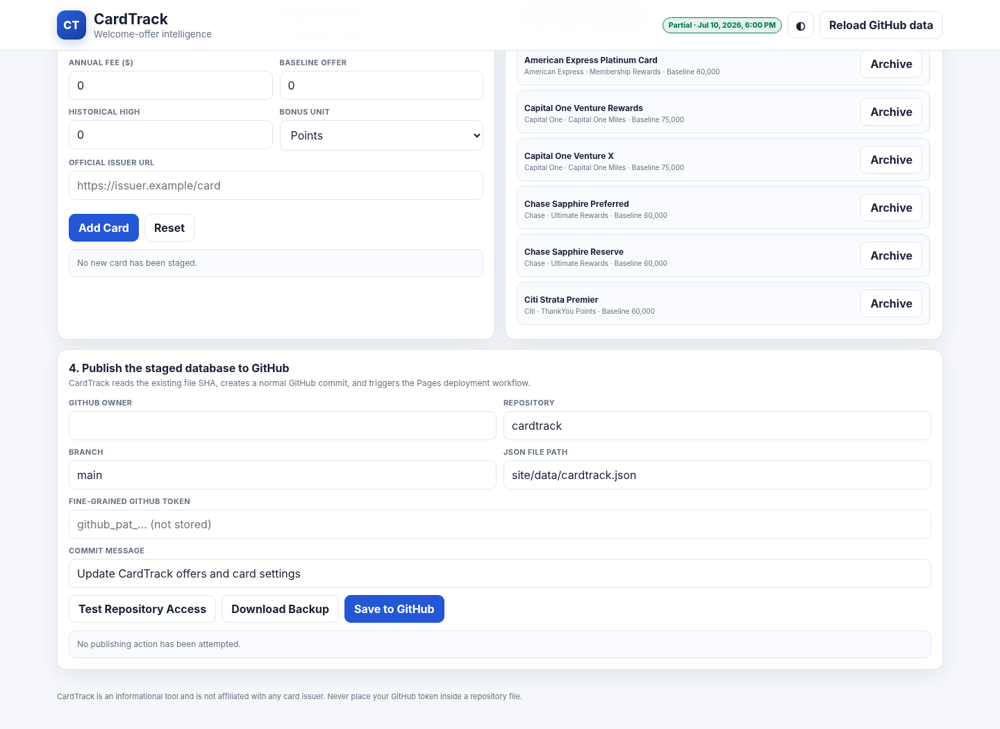 CT
CardTrack
Welcome-offer intelligence
Partial · Jul 10, 2026, 6:00 PM
Reload GitHub data
ANNUAL FEE ($)
BASELINE OFFER
0
0
HISTORICAL HIGH
BONUS UNIT
0
Points
OFFICIAL ISSUER URL
https://issuer.example/card
Add Card
Reset
No new card has been staged.
American Express Platinum Card
American Express · Membership Rewards · Baseline 80,000
Archive
Capital One Venture Rewards
Capital One · Capital One Miles · Baseline 75,000
Archive
Capital One Venture X
Capital One · Capital One Miles · Baseline 75,000
Archive
Chase Sapphire Preferred
Chase · Ultimate Rewards · Baseline 60,000
Archive
Chase Sapphire Reserve
Chase · Ultimate Rewards · Baseline 60,000
Archive
Citi Strata Premier
Citi · ThankYou Points · Baseline 60,000
Archive
4. Publish the staged database to GitHub
CardTrack reads the existing file SHA, creates a normal GitHub commit, and triggers the Pages deployment workflow.
GITHUB OWNER
REPOSITORY
cardtrack
BRANCH
JSON FILE PATH
main
site/data/cardtrack.json
FINE-GRAINED GITHUB TOKEN
github_pat_... (not stored)
COMMIT MESSAGE
Update CardTrack offers and card settings
Test Repository Access
Download Backup
Save to GitHub
No publishing action has been attempted.
CardTrack is an informational tool and is not affiliated with any card issuer. Never place your GitHub token inside a repository file.